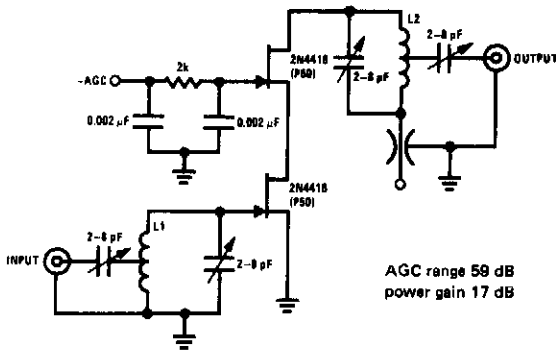 L2
2N4416
(P50)
2-8 pF
2-8 pF
OUTPUT
-AGC
2k
0.002 μF
0.002 μF
2N4416
(P50)
2-8 pF
L1
INPUT
2-8 pF
AGC range 59 dB
power gain 17 dB